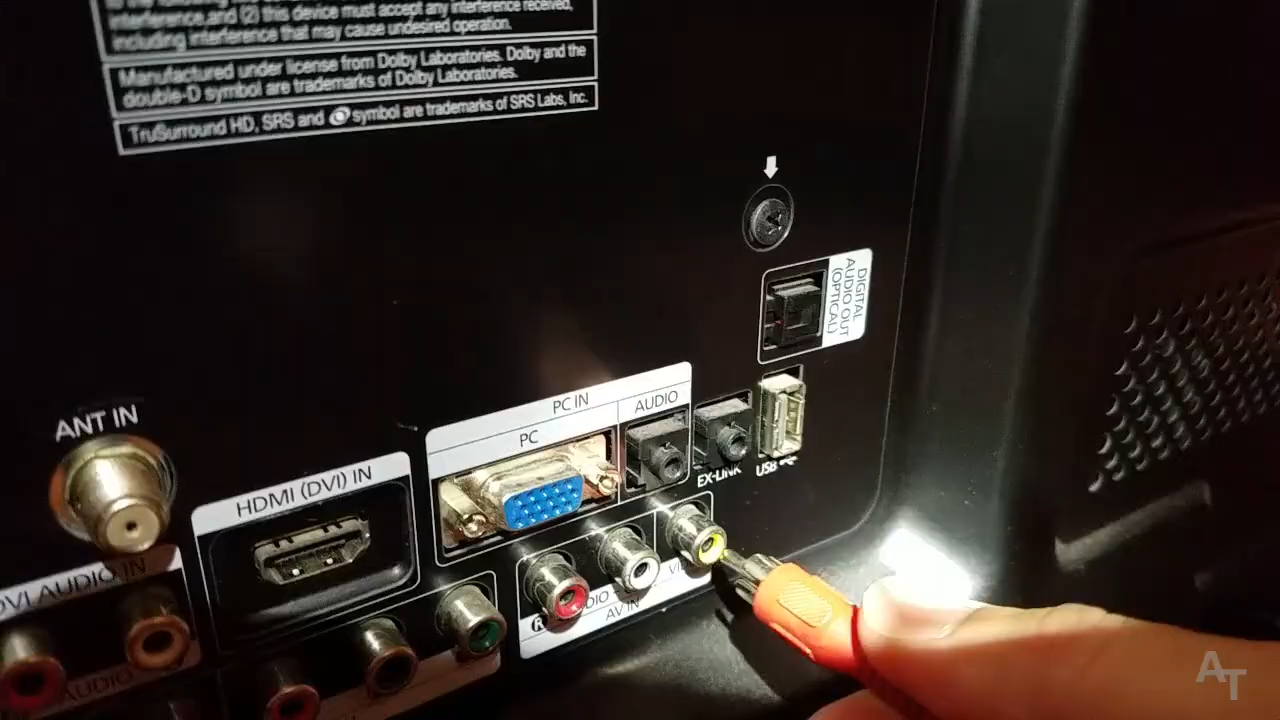 interference,and (2) this device must accept any interference received,
including interference that may cause undesired operation.
Manufactured under license from Dolby Laboratories. Dolby and the
double-D symbol are trademarks of Dolby Laboratories.
TruSurround HD, SRS and symbol are trademarks of SRS Labs, Inc.
DIGITAL
AUDIO OUT
(OPTICAL)
PC IN
AUDIO
PC
ANT IN
HDMI (DVI) IN
EX-LINK
USB
DVI AUDIO IN
R
AV IN
AUDIO
AT